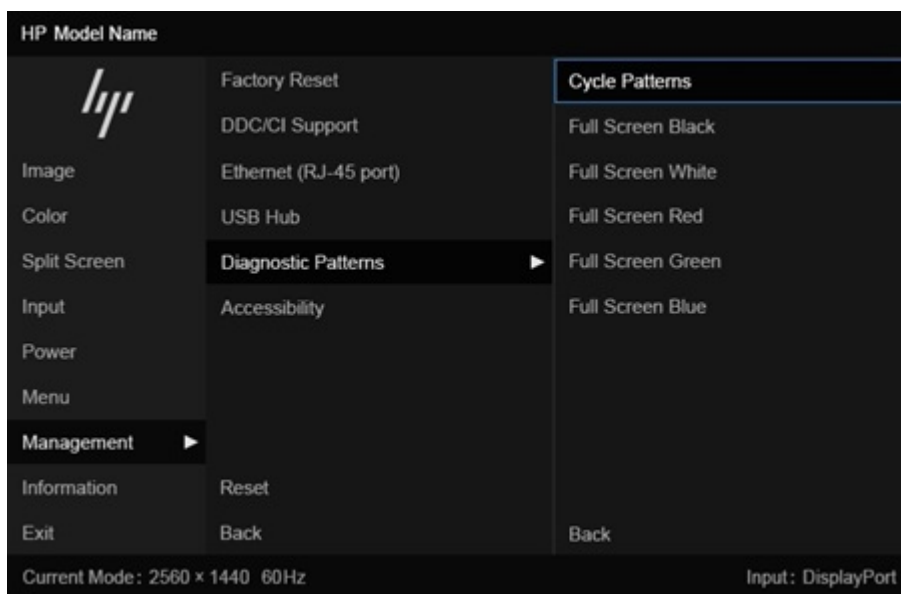 HP Model Name
hp
Image
Color
Split Screen
Input
Power
Menu
Management ▶
Information
Exit
Factory Reset
DDC/CI Support
Ethernet (RJ-45 port)
USB Hub
Diagnostic Patterns ▶
Accessibility
Reset
Back
Cycle Patterns
Full Screen Black
Full Screen White
Full Screen Red
Full Screen Green
Full Screen Blue
Back
Current Mode: 2560 × 1440 60Hz
Input: DisplayPort